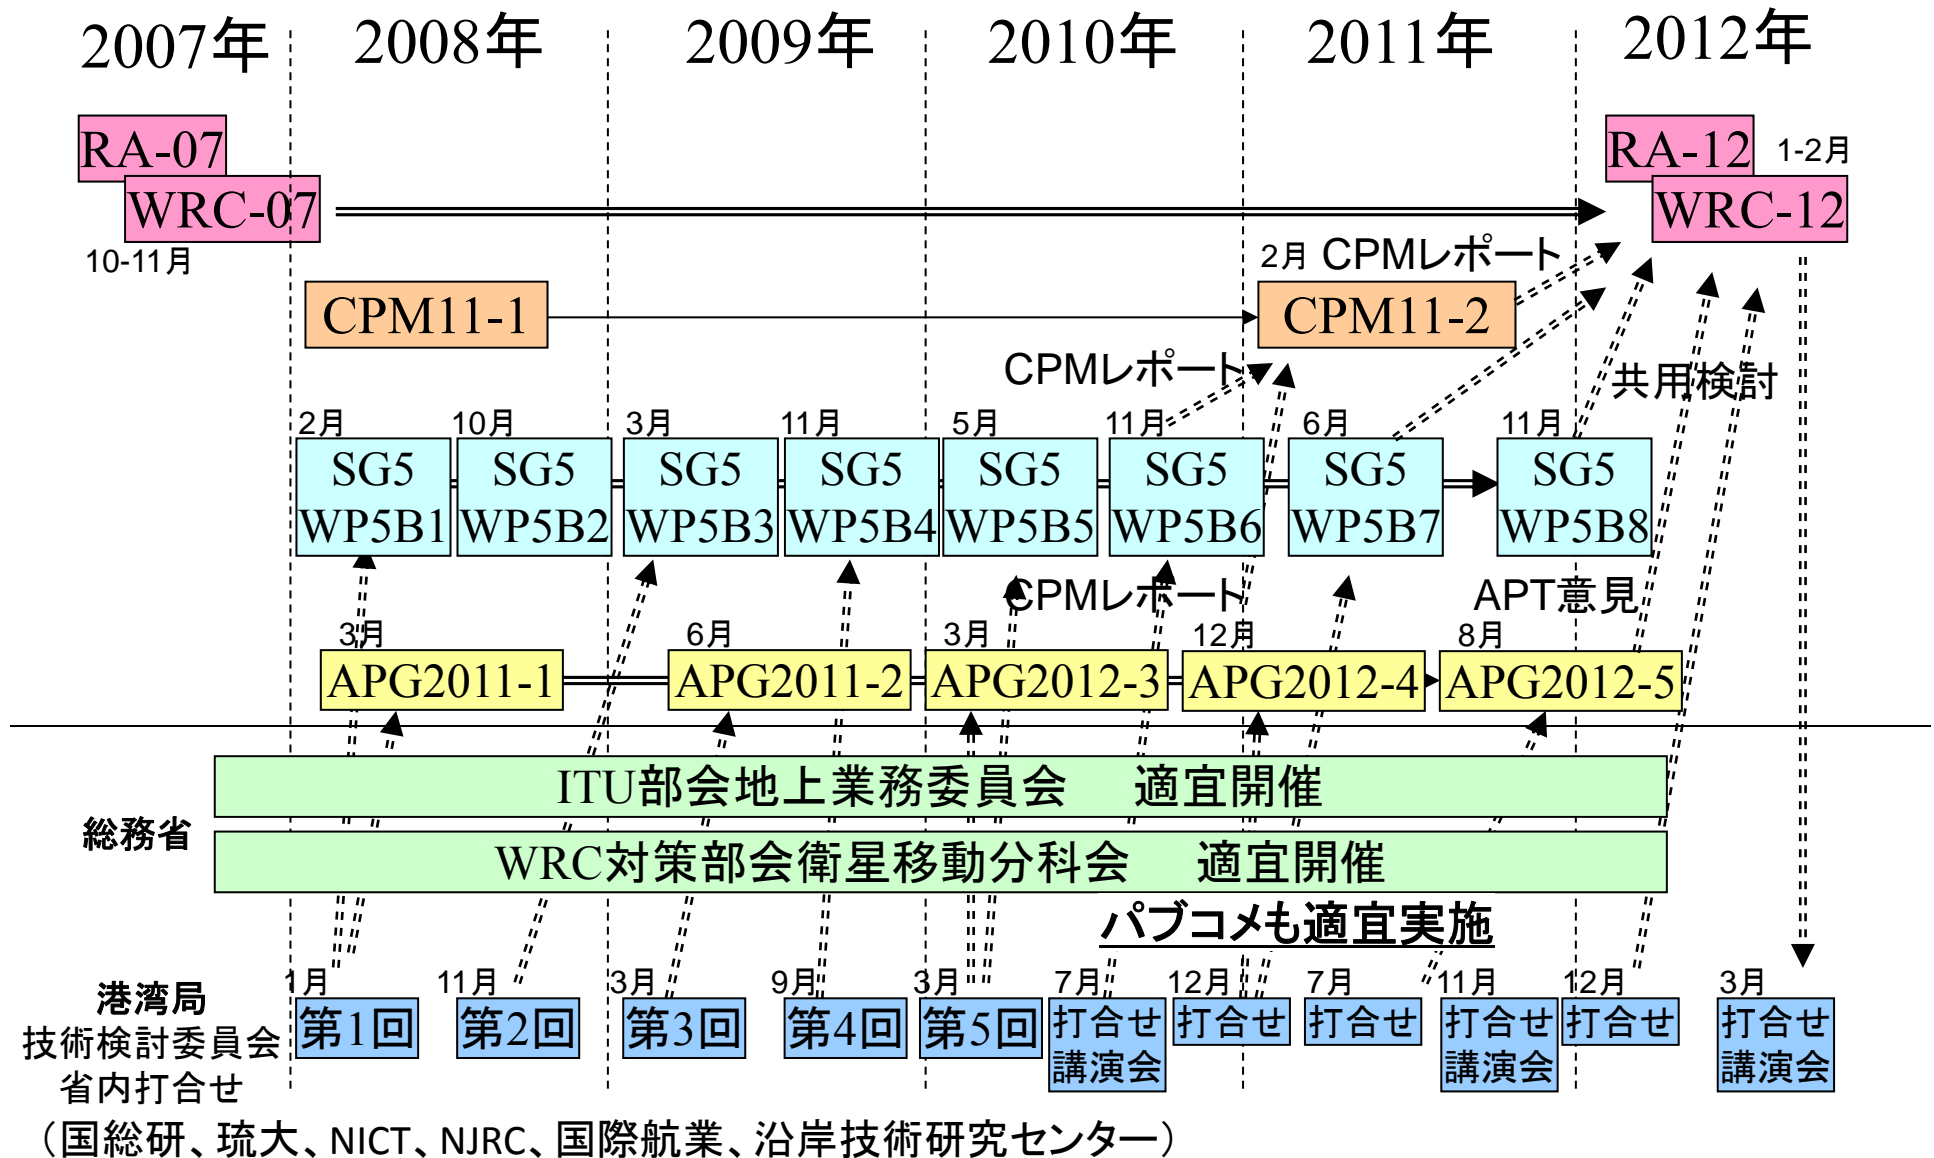 2007年
2008年
2009年
2010年
2011年
2012年
RA-07
WRC-07
10-11月
RA-12
1-2月
WRC-12
CPM11-1
2月
CPMレポート
CPM11-2
CPMレポート
共用検討
2月
10月
3月
11月
5月
11月
6月
11月
SG5
WP5B1
SG5
WP5B2
SG5
WP5B3
SG5
WP5B4
SG5
WP5B5
SG5
WP5B6
SG5
WP5B7
SG5
WP5B8
CPMレポート
APT意見
3月
6月
3月
12月
8月
APG2011-1
APG2011-2
APG2012-3
APG2012-4
APG2012-5
総務省
ITU部会地上業務委員会 適宜開催
WRC対策部会衛星移動分科会 適宜開催
パブコメも適宜実施
港湾局
技術検討委員会
省内打合せ
1月
11月
3月
9月
3月
7月
12月
7月
11月
12月
3月
第1回
第2回
第3回
第4回
第5回
打合せ
講演会
打合せ
打合せ
打合せ
講演会
打合せ
打合せ
講演会
（国総研、琉大、NICT、NJRC、国際航業、沿岸技術研究センター）